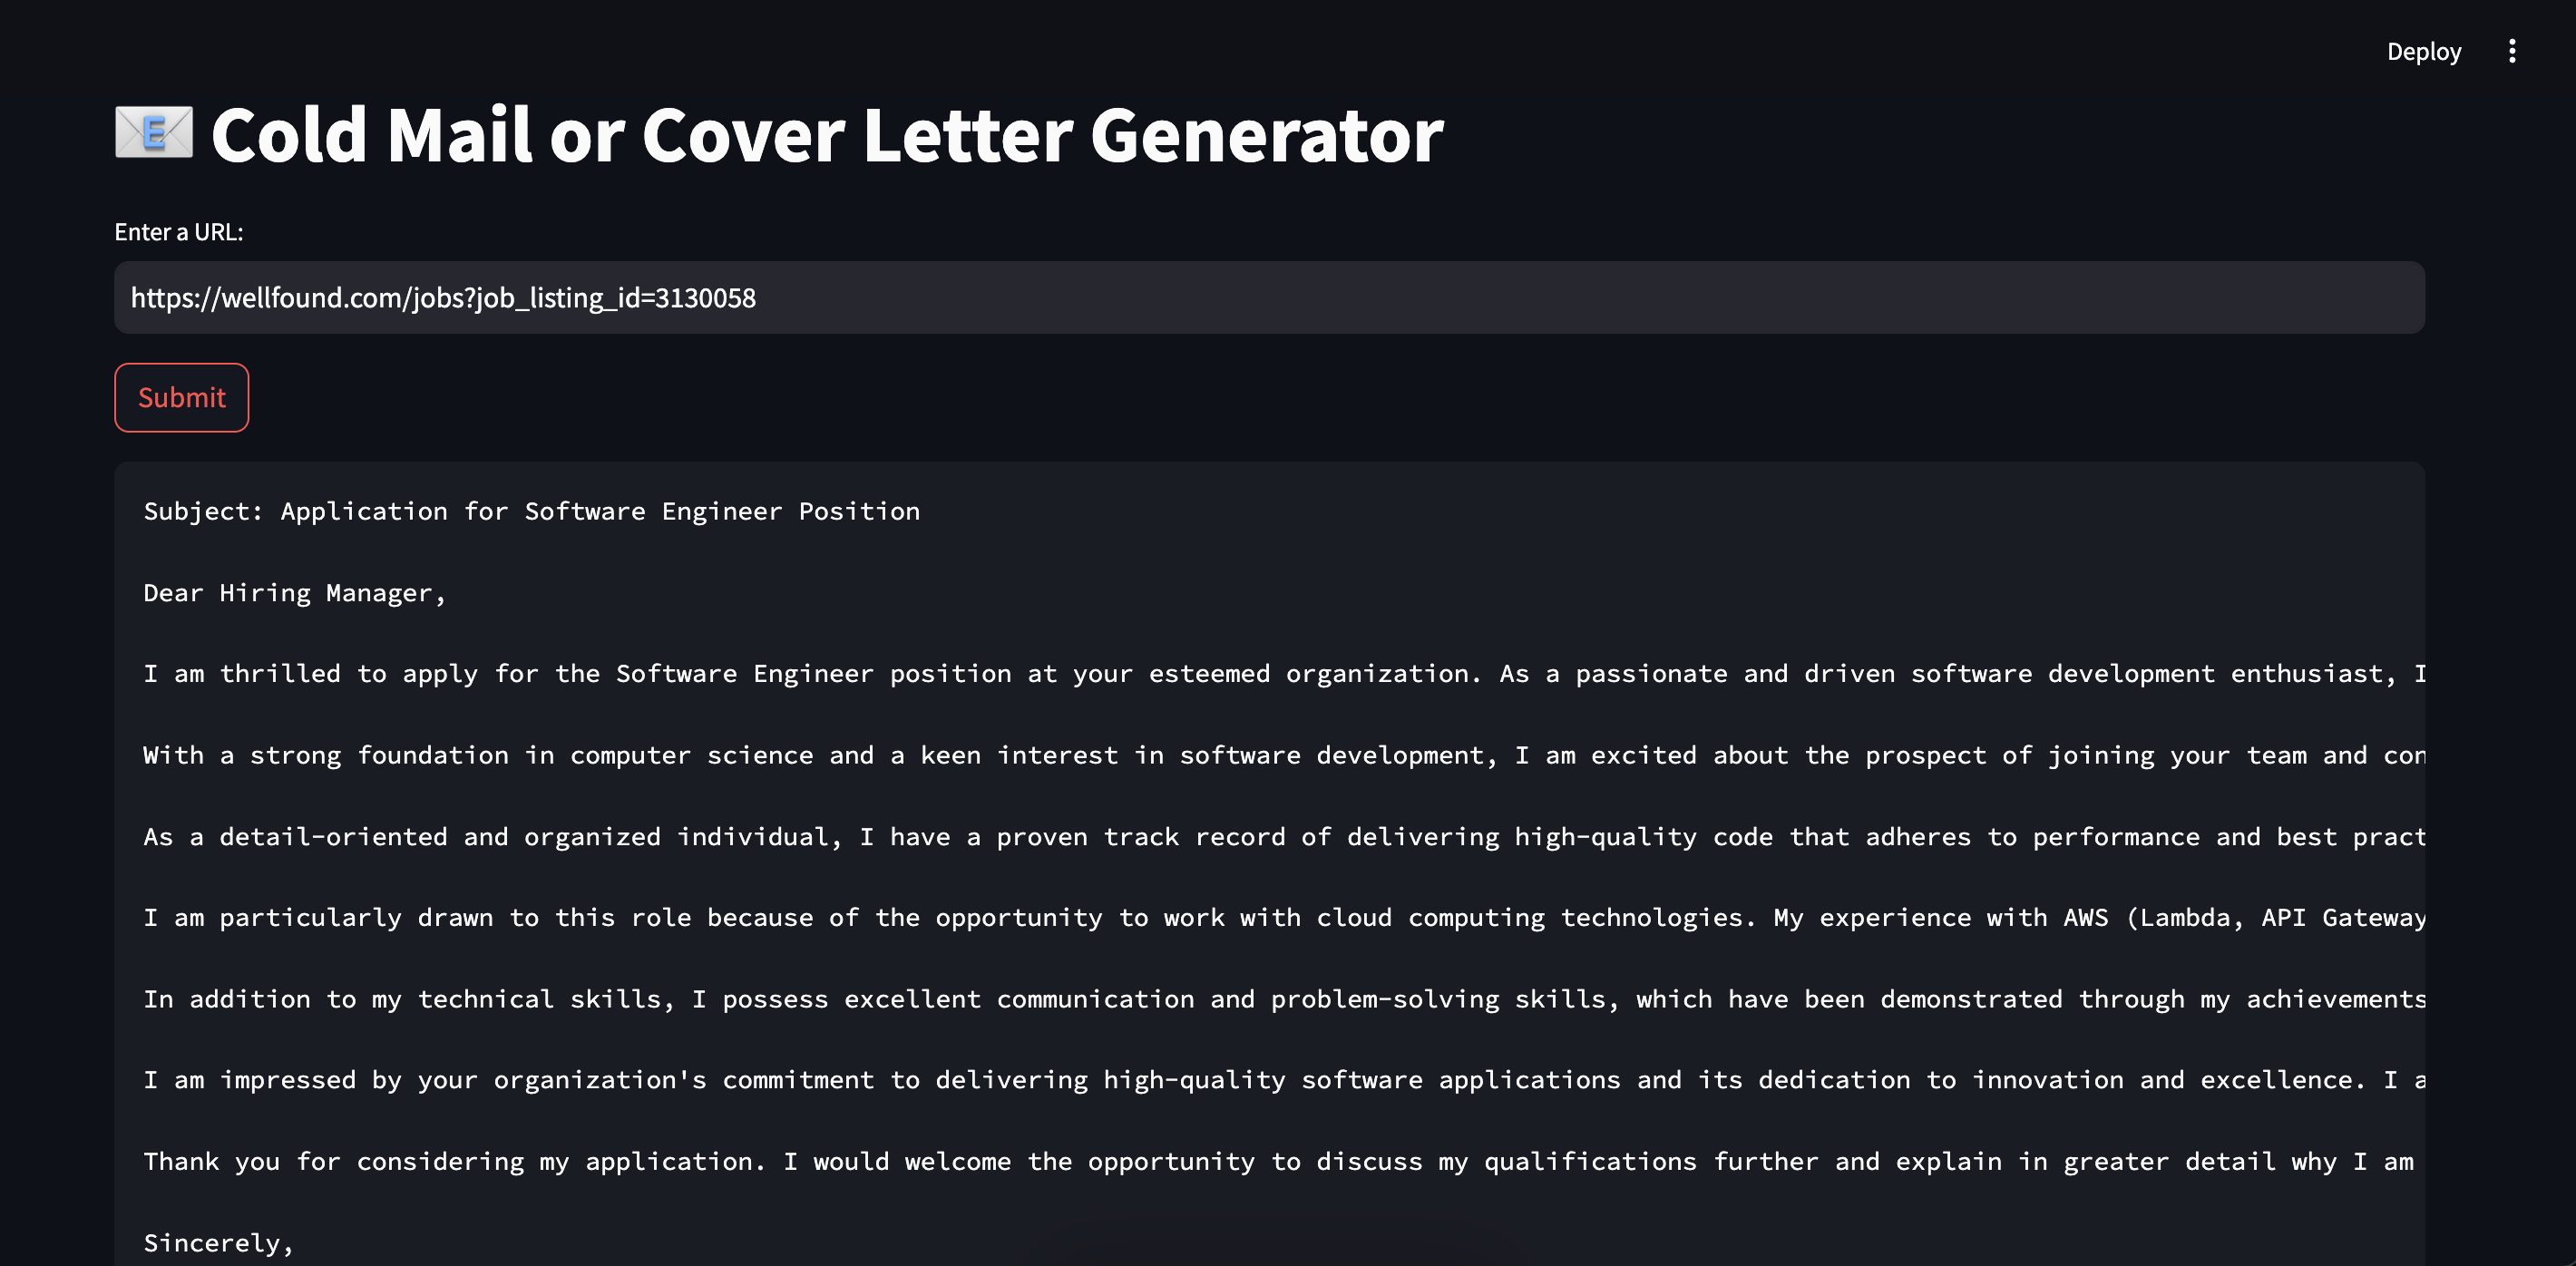 Deploy
Cold Mail or Cover Letter Generator
Enter a URL:
https://wellfound.com/jobs?job_listing_id=3130058
Submit
Subject: Application for Software Engineer Position
Dear Hiring Manager,
I am thrilled to apply for the Software Engineer position at your esteemed organization. As a passionate and driven software development enthusiast, I
With a strong foundation in computer science and a keen interest in software development, I am excited about the prospect of joining your team and con
As a detail-oriented and organized individual, I have a proven track record of delivering high-quality code that adheres to performance and best pract
I am particularly drawn to this role because of the opportunity to work with cloud computing technologies. My experience with AWS (Lambda, API Gateway
In addition to my technical skills, I possess excellent communication and problem-solving skills, which have been demonstrated through my achievements
I am impressed by your organization's commitment to delivering high-quality software applications and its dedication to innovation and excellence. I a
Thank you for considering my application. I would welcome the opportunity to discuss my qualifications further and explain in greater detail why I am
Sincerely,